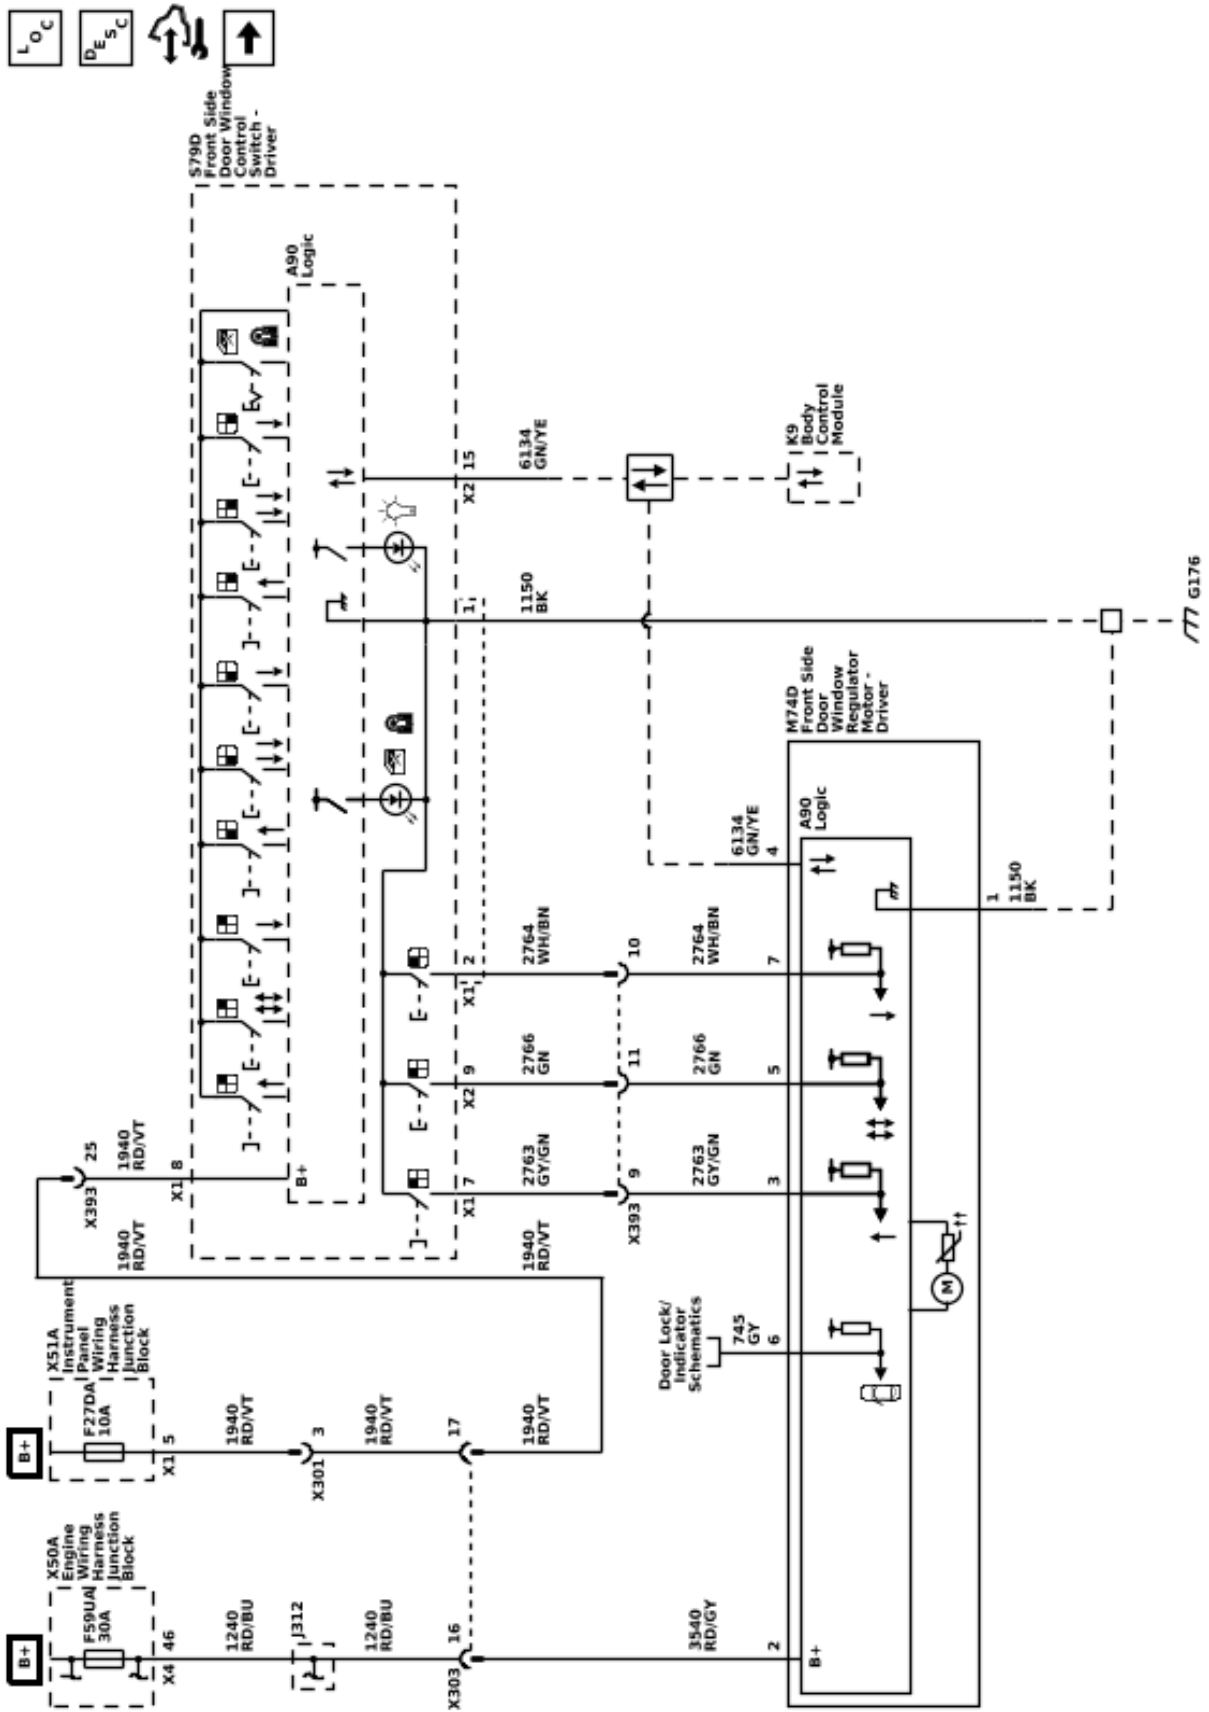 LOC
DESC
S79D
Front Side
Door Window
Control
Switch -
Driver
A90
Logic
X51A
Instrument
Panel
Wiring
Harness
Junction
Block
B+
F27DA
10A
X50A
Engine
Wiring
Harness
Junction
Block
B+
F59UA
30A
X393
25
1940
RD/VT
1940
RD/VT
X1
8
B+
X1
5
1940
RD/VT
X301
3
1940
RD/VT
17
1940
RD/VT
1940
RD/VT
X4
46
1240
RD/BU
J312
1240
RD/BU
X303
16
3540
RD/GY
2
B+
X1
7
2763
GY/GN
X2
9
2766
GN
X1
2
2764
WH/BN
1
1150
BK
X2
15
6134
GN/YE
X393
9
11
10
2763
GY/GN
3
2766
GN
5
2764
WH/BN
7
6134
GN/YE
4
K9
Body
Control
Module
Door Lock/
Indicator
Schematics
745
GY
6
M74D
Front Side
Door
Window
Regulator
Motor -
Driver
A90
Logic
M
1
1150
BK
G176